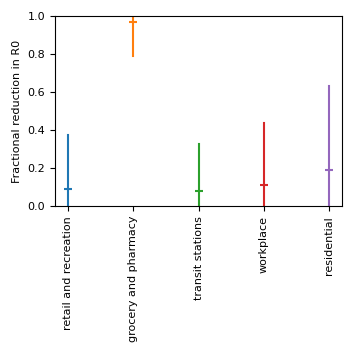 Fractional reduction in R0
1.0
0.8
0.6
0.4
0.2
0.0
retail and recreation
grocery and pharmacy
transit stations
workplace
residential